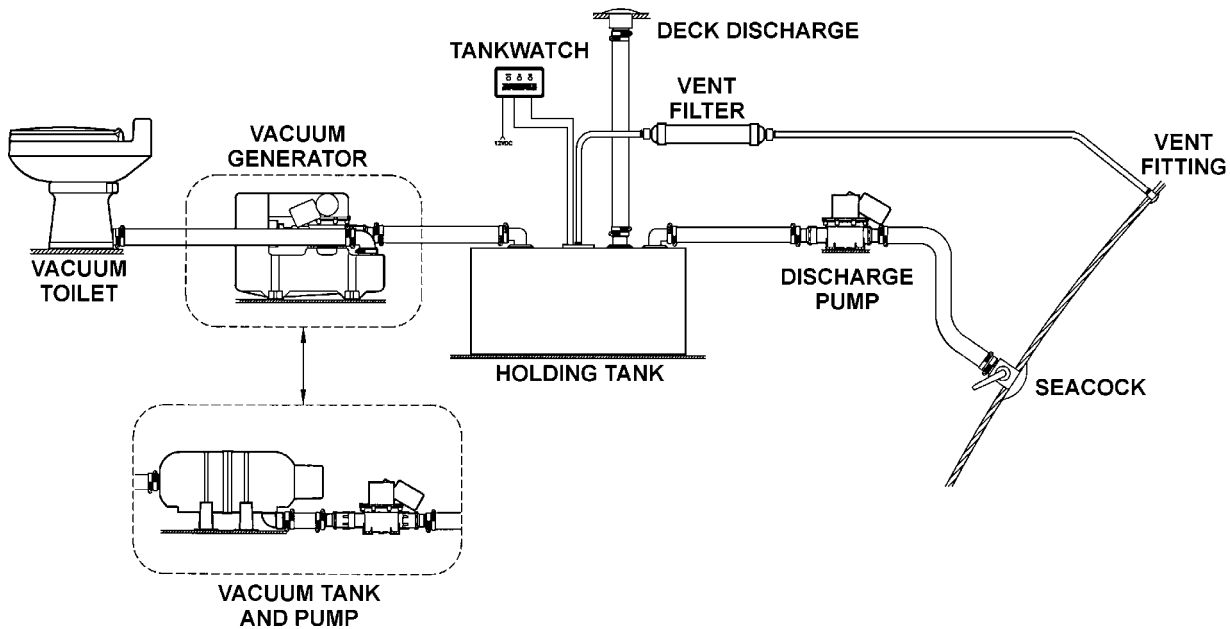 DECK DISCHARGE
TANKWATCH
VENT
FILTER
VACUUM
GENERATOR
12VDC
VENT
FITTING
VACUUM
TOILET
DISCHARGE
PUMP
HOLDING TANK
SEACOCK
VACUUM TANK
AND PUMP